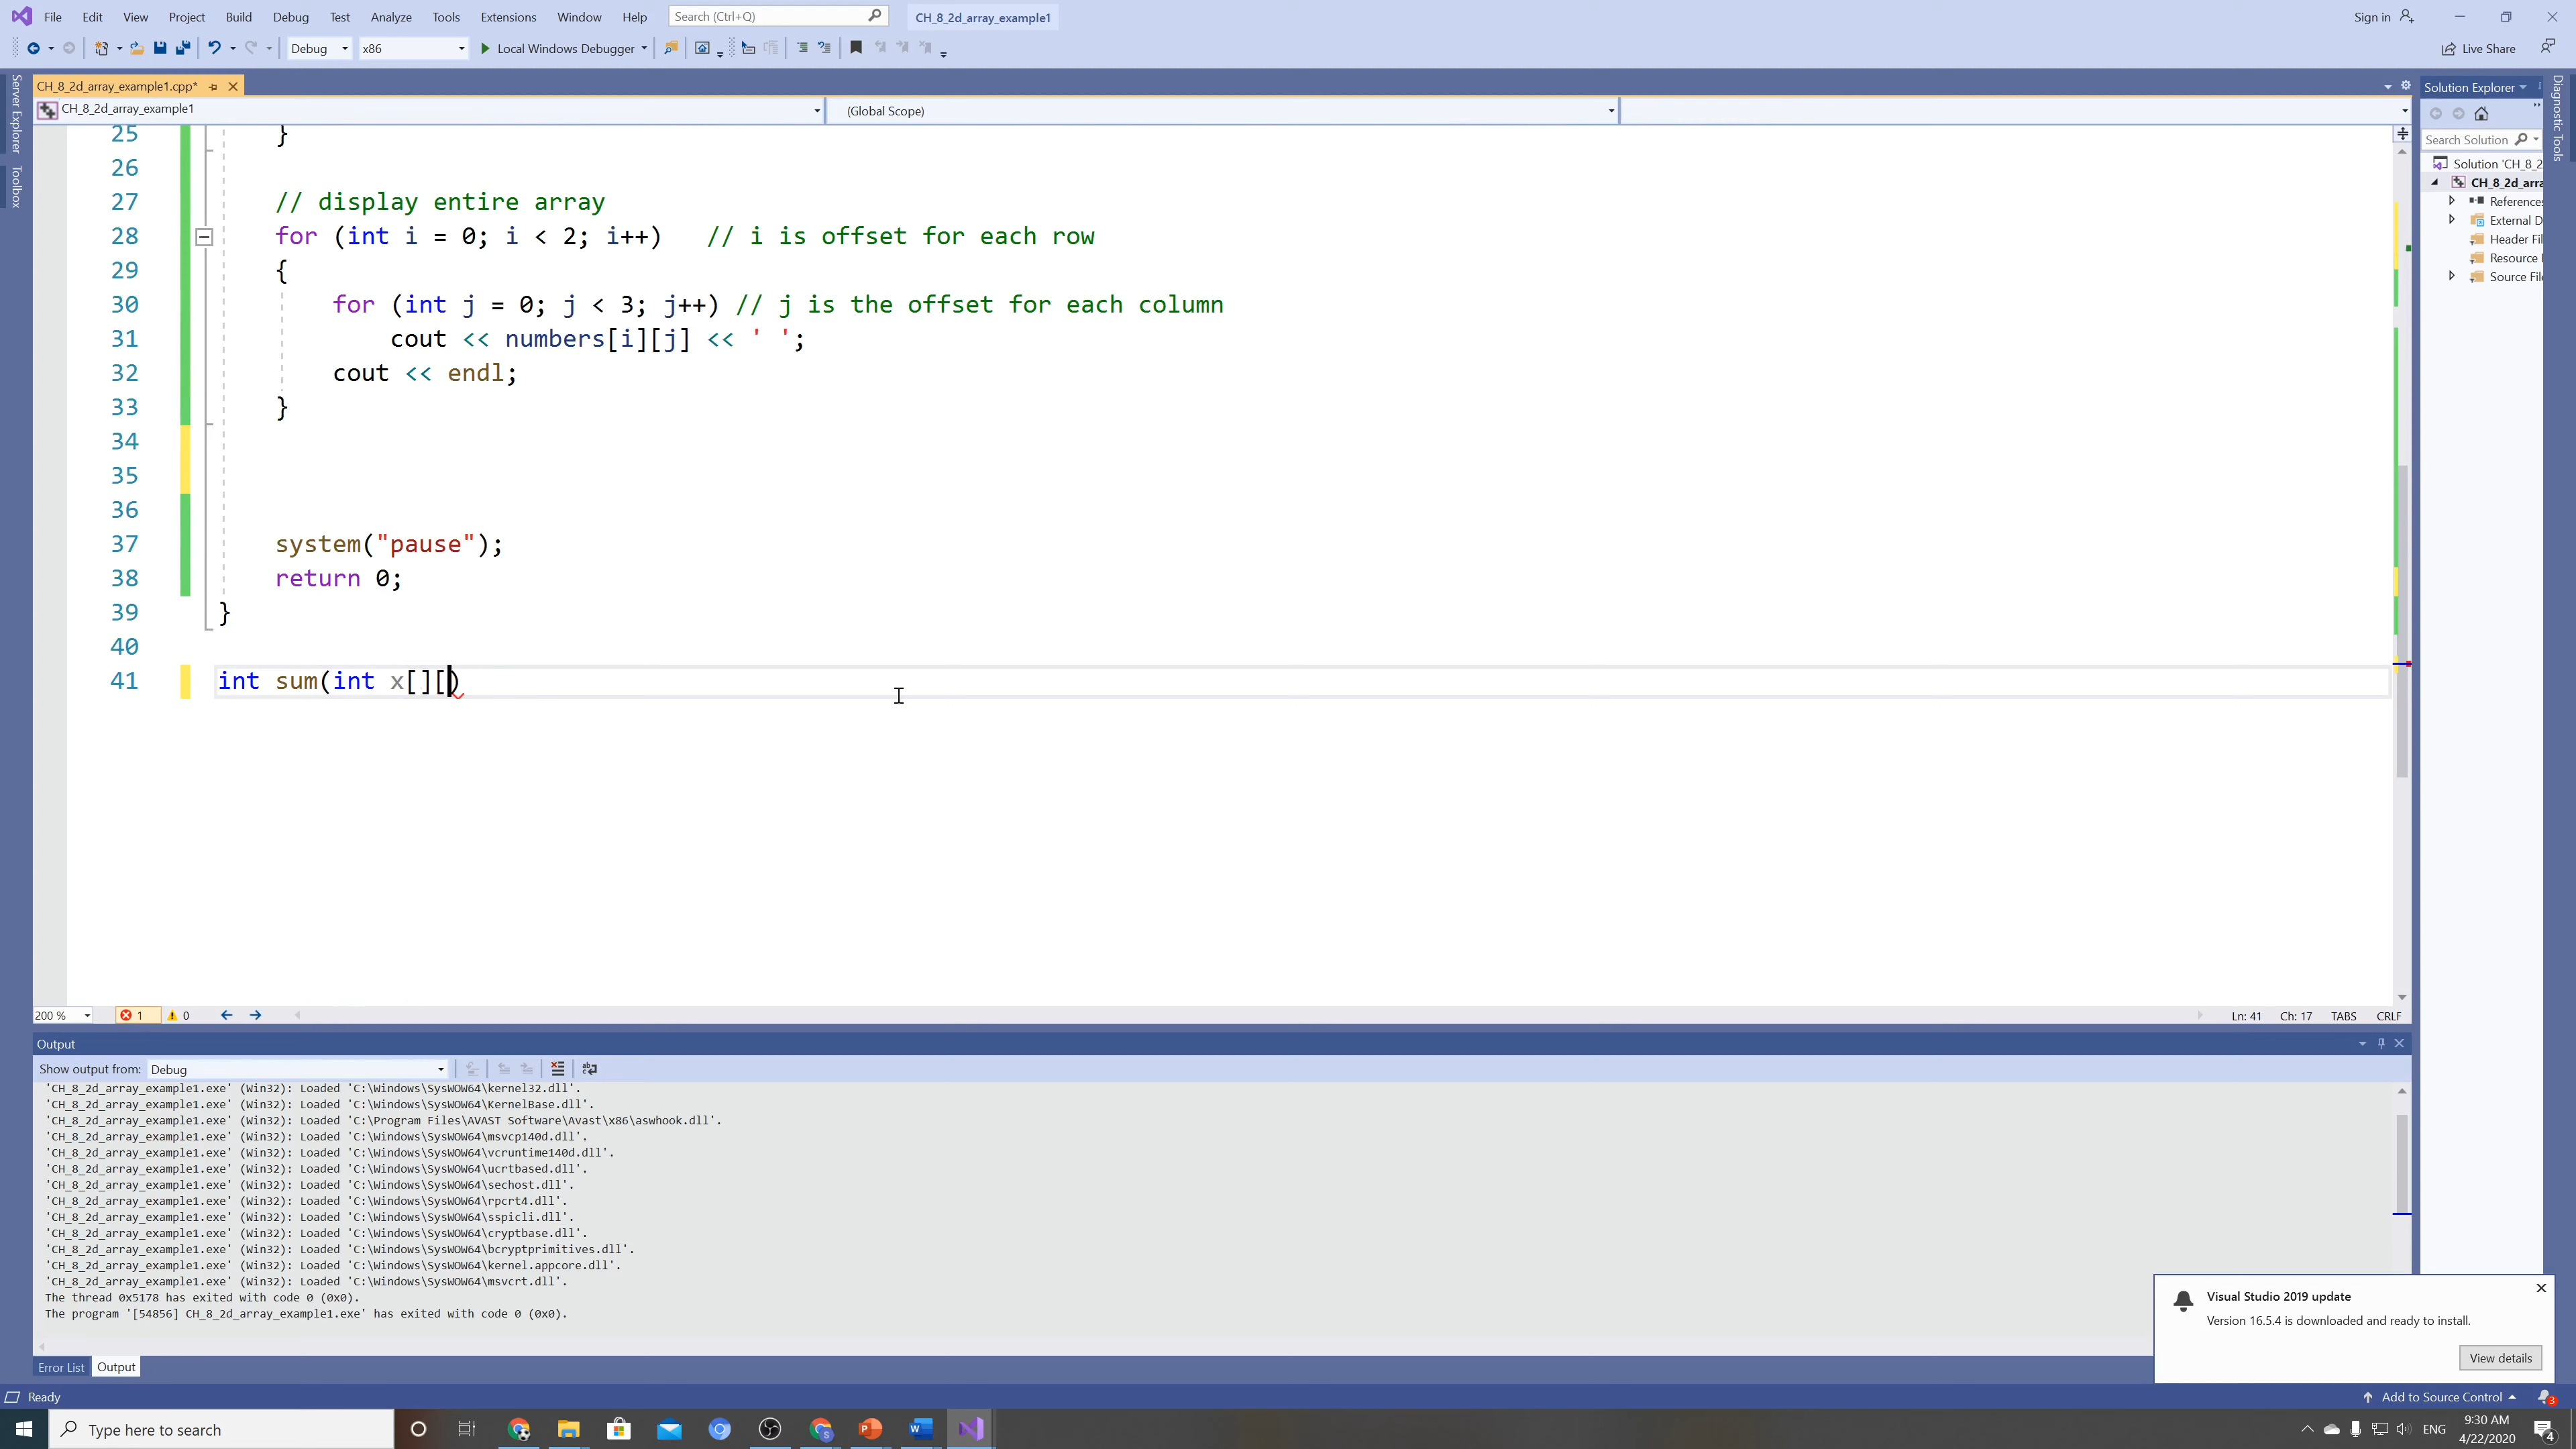 File Edit View Project Build Debug Test Analyze Tools Extensions Window Help Search (Ctrl+Q) CH_8_2d_array_example1 Sign in
Debug x86 Local Windows Debugger Live Share
Server Explorer
Toolbox
CH_8_2d_array_example1.cpp*
CH_8_2d_array_example1 (Global Scope)
25 }
26
27 // display entire array
28 for (int i = 0; i < 2; i++) // i is offset for each row
29 {
30 for (int j = 0; j < 3; j++) // j is the offset for each column
31 cout << numbers[i][j] << ' ';
32 cout << endl;
33 }
34
35
36
37 system("pause");
38 return 0;
39 }
40
41 int sum(int x[][)
200 % 1 0 Ln: 41 Ch: 17 TABS CRLF
Solution Explorer
Search Solution
Solution 'CH_8_2
CH_8_2d_arra
References
External D
Header Fil
Resource
Source File
Diagnostic Tools
Output
Show output from: Debug
'CH_8_2d_array_example1.exe' (Win32): Loaded 'C:\Windows\SysWOW64\kernel32.dll'.
'CH_8_2d_array_example1.exe' (Win32): Loaded 'C:\Windows\SysWOW64\KernelBase.dll'.
'CH_8_2d_array_example1.exe' (Win32): Loaded 'C:\Program Files\AVAST Software\Avast\x86\aswhook.dll'.
'CH_8_2d_array_example1.exe' (Win32): Loaded 'C:\Windows\SysWOW64\msvcp140d.dll'.
'CH_8_2d_array_example1.exe' (Win32): Loaded 'C:\Windows\SysWOW64\vcruntime140d.dll'.
'CH_8_2d_array_example1.exe' (Win32): Loaded 'C:\Windows\SysWOW64\ucrtbased.dll'.
'CH_8_2d_array_example1.exe' (Win32): Loaded 'C:\Windows\SysWOW64\sechost.dll'.
'CH_8_2d_array_example1.exe' (Win32): Loaded 'C:\Windows\SysWOW64\rpcrt4.dll'.
'CH_8_2d_array_example1.exe' (Win32): Loaded 'C:\Windows\SysWOW64\sspicli.dll'.
'CH_8_2d_array_example1.exe' (Win32): Loaded 'C:\Windows\SysWOW64\cryptbase.dll'.
'CH_8_2d_array_example1.exe' (Win32): Loaded 'C:\Windows\SysWOW64\bcryptprimitives.dll'.
'CH_8_2d_array_example1.exe' (Win32): Loaded 'C:\Windows\SysWOW64\kernel.appcore.dll'.
'CH_8_2d_array_example1.exe' (Win32): Loaded 'C:\Windows\SysWOW64\msvcrt.dll'.
The thread 0x5178 has exited with code 0 (0x0).
The program '[54856] CH_8_2d_array_example1.exe' has exited with code 0 (0x0).
Visual Studio 2019 update
Version 16.5.4 is downloaded and ready to install.
View details
Error List Output
Ready Add to Source Control 3
Type here to search ENG 9:30 AM
4/22/2020 4